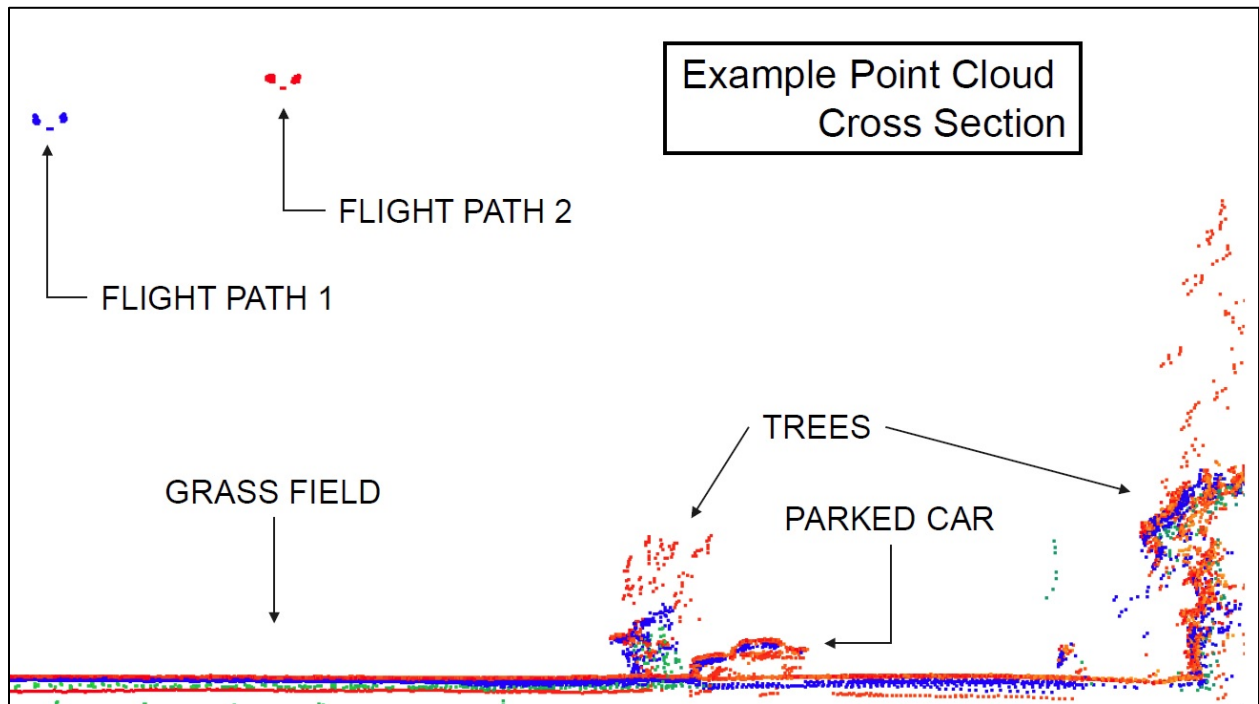 Example Point Cloud
Cross Section
FLIGHT PATH 2
FLIGHT PATH 1
TREES
GRASS FIELD
PARKED CAR